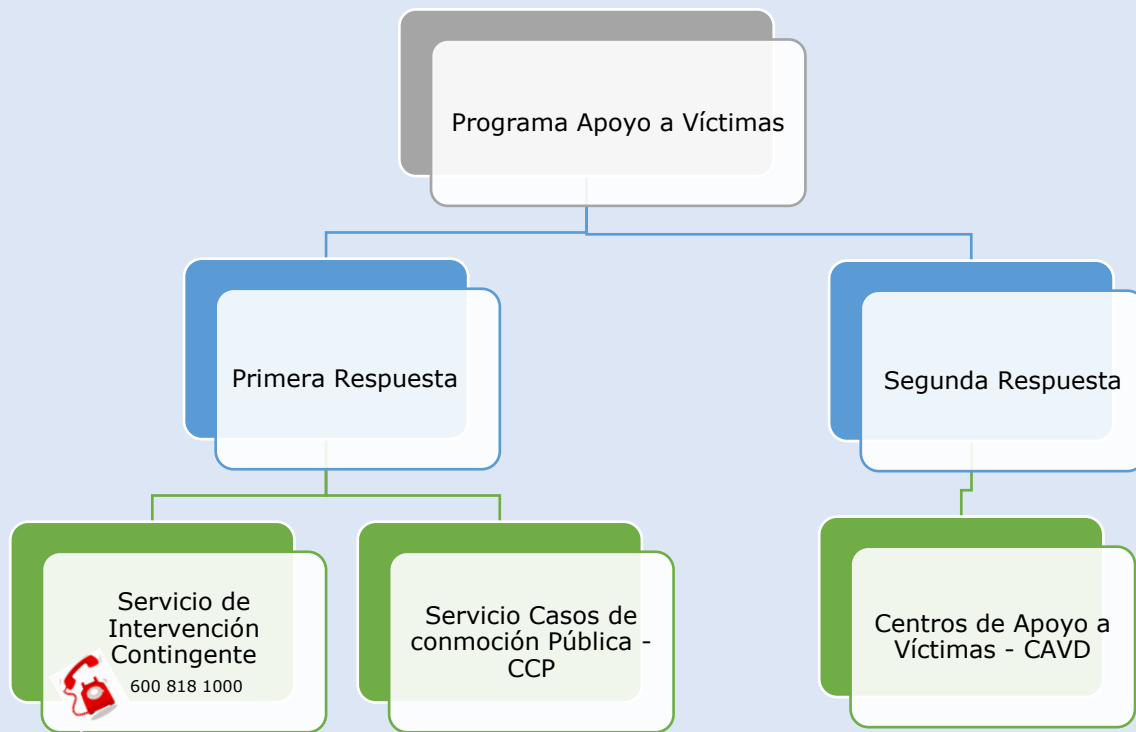 Programa Apoyo a Víctimas
Primera Respuesta
Segunda Respuesta
Servicio de
Intervención
Contingente
600 818 1000
Servicio Casos de
conmoción Pública -
CCP
Centros de Apoyo a
Víctimas - CAVD